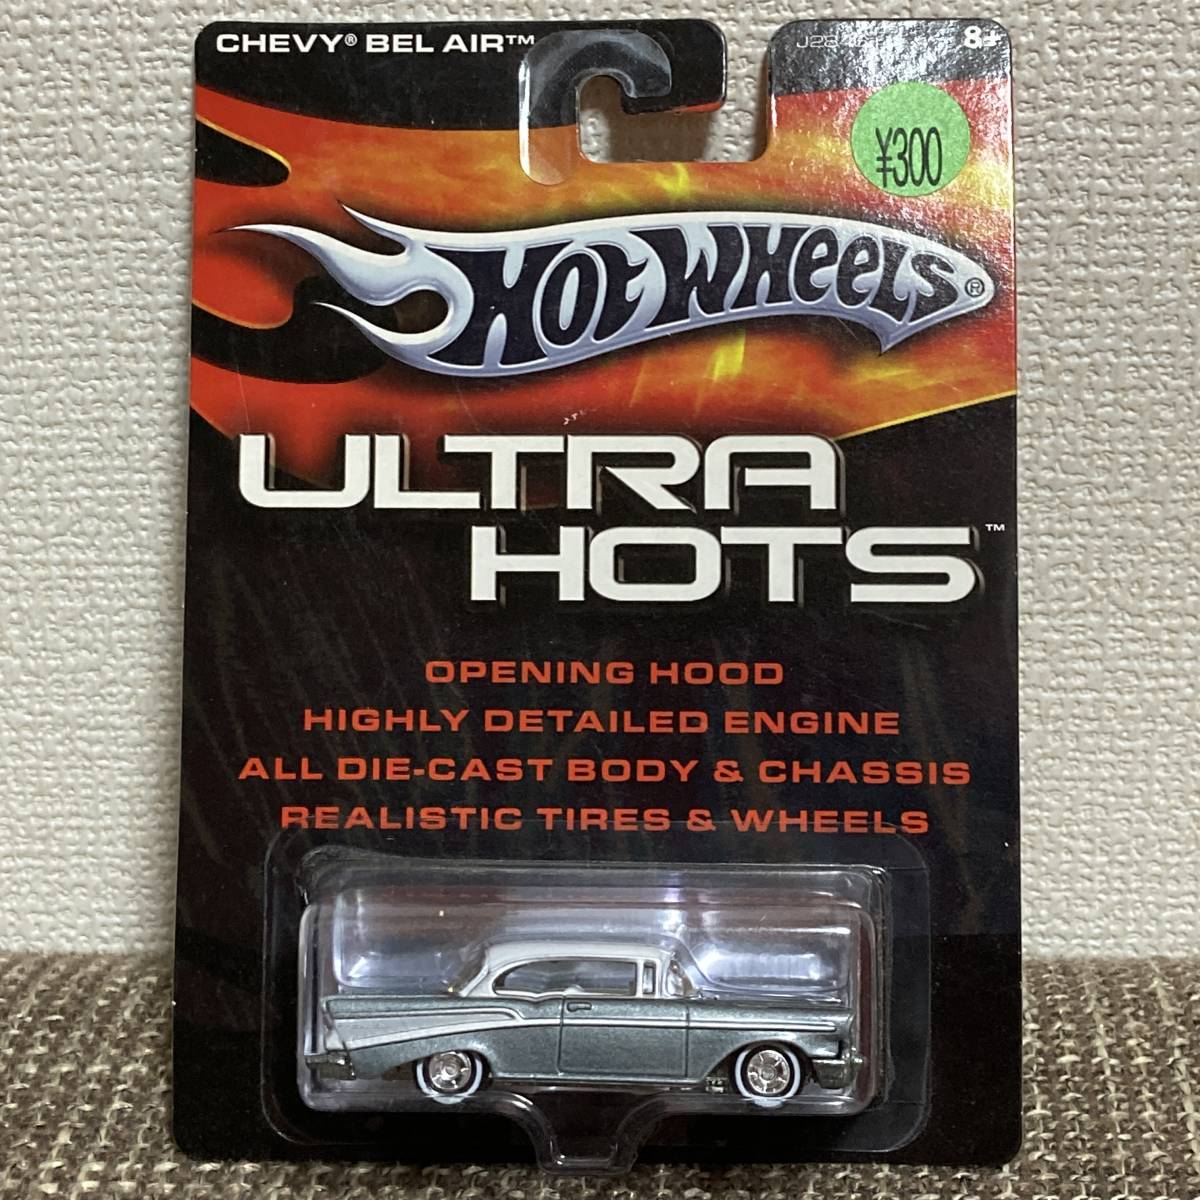 CHEVY® BEL AIR™
8+
¥300
HOT WHEELS®
ULTRA
HOTS™
OPENING HOOD
HIGHLY DETAILED ENGINE
ALL DIE-CAST BODY & CHASSIS
REALISTIC TIRES & WHEELS